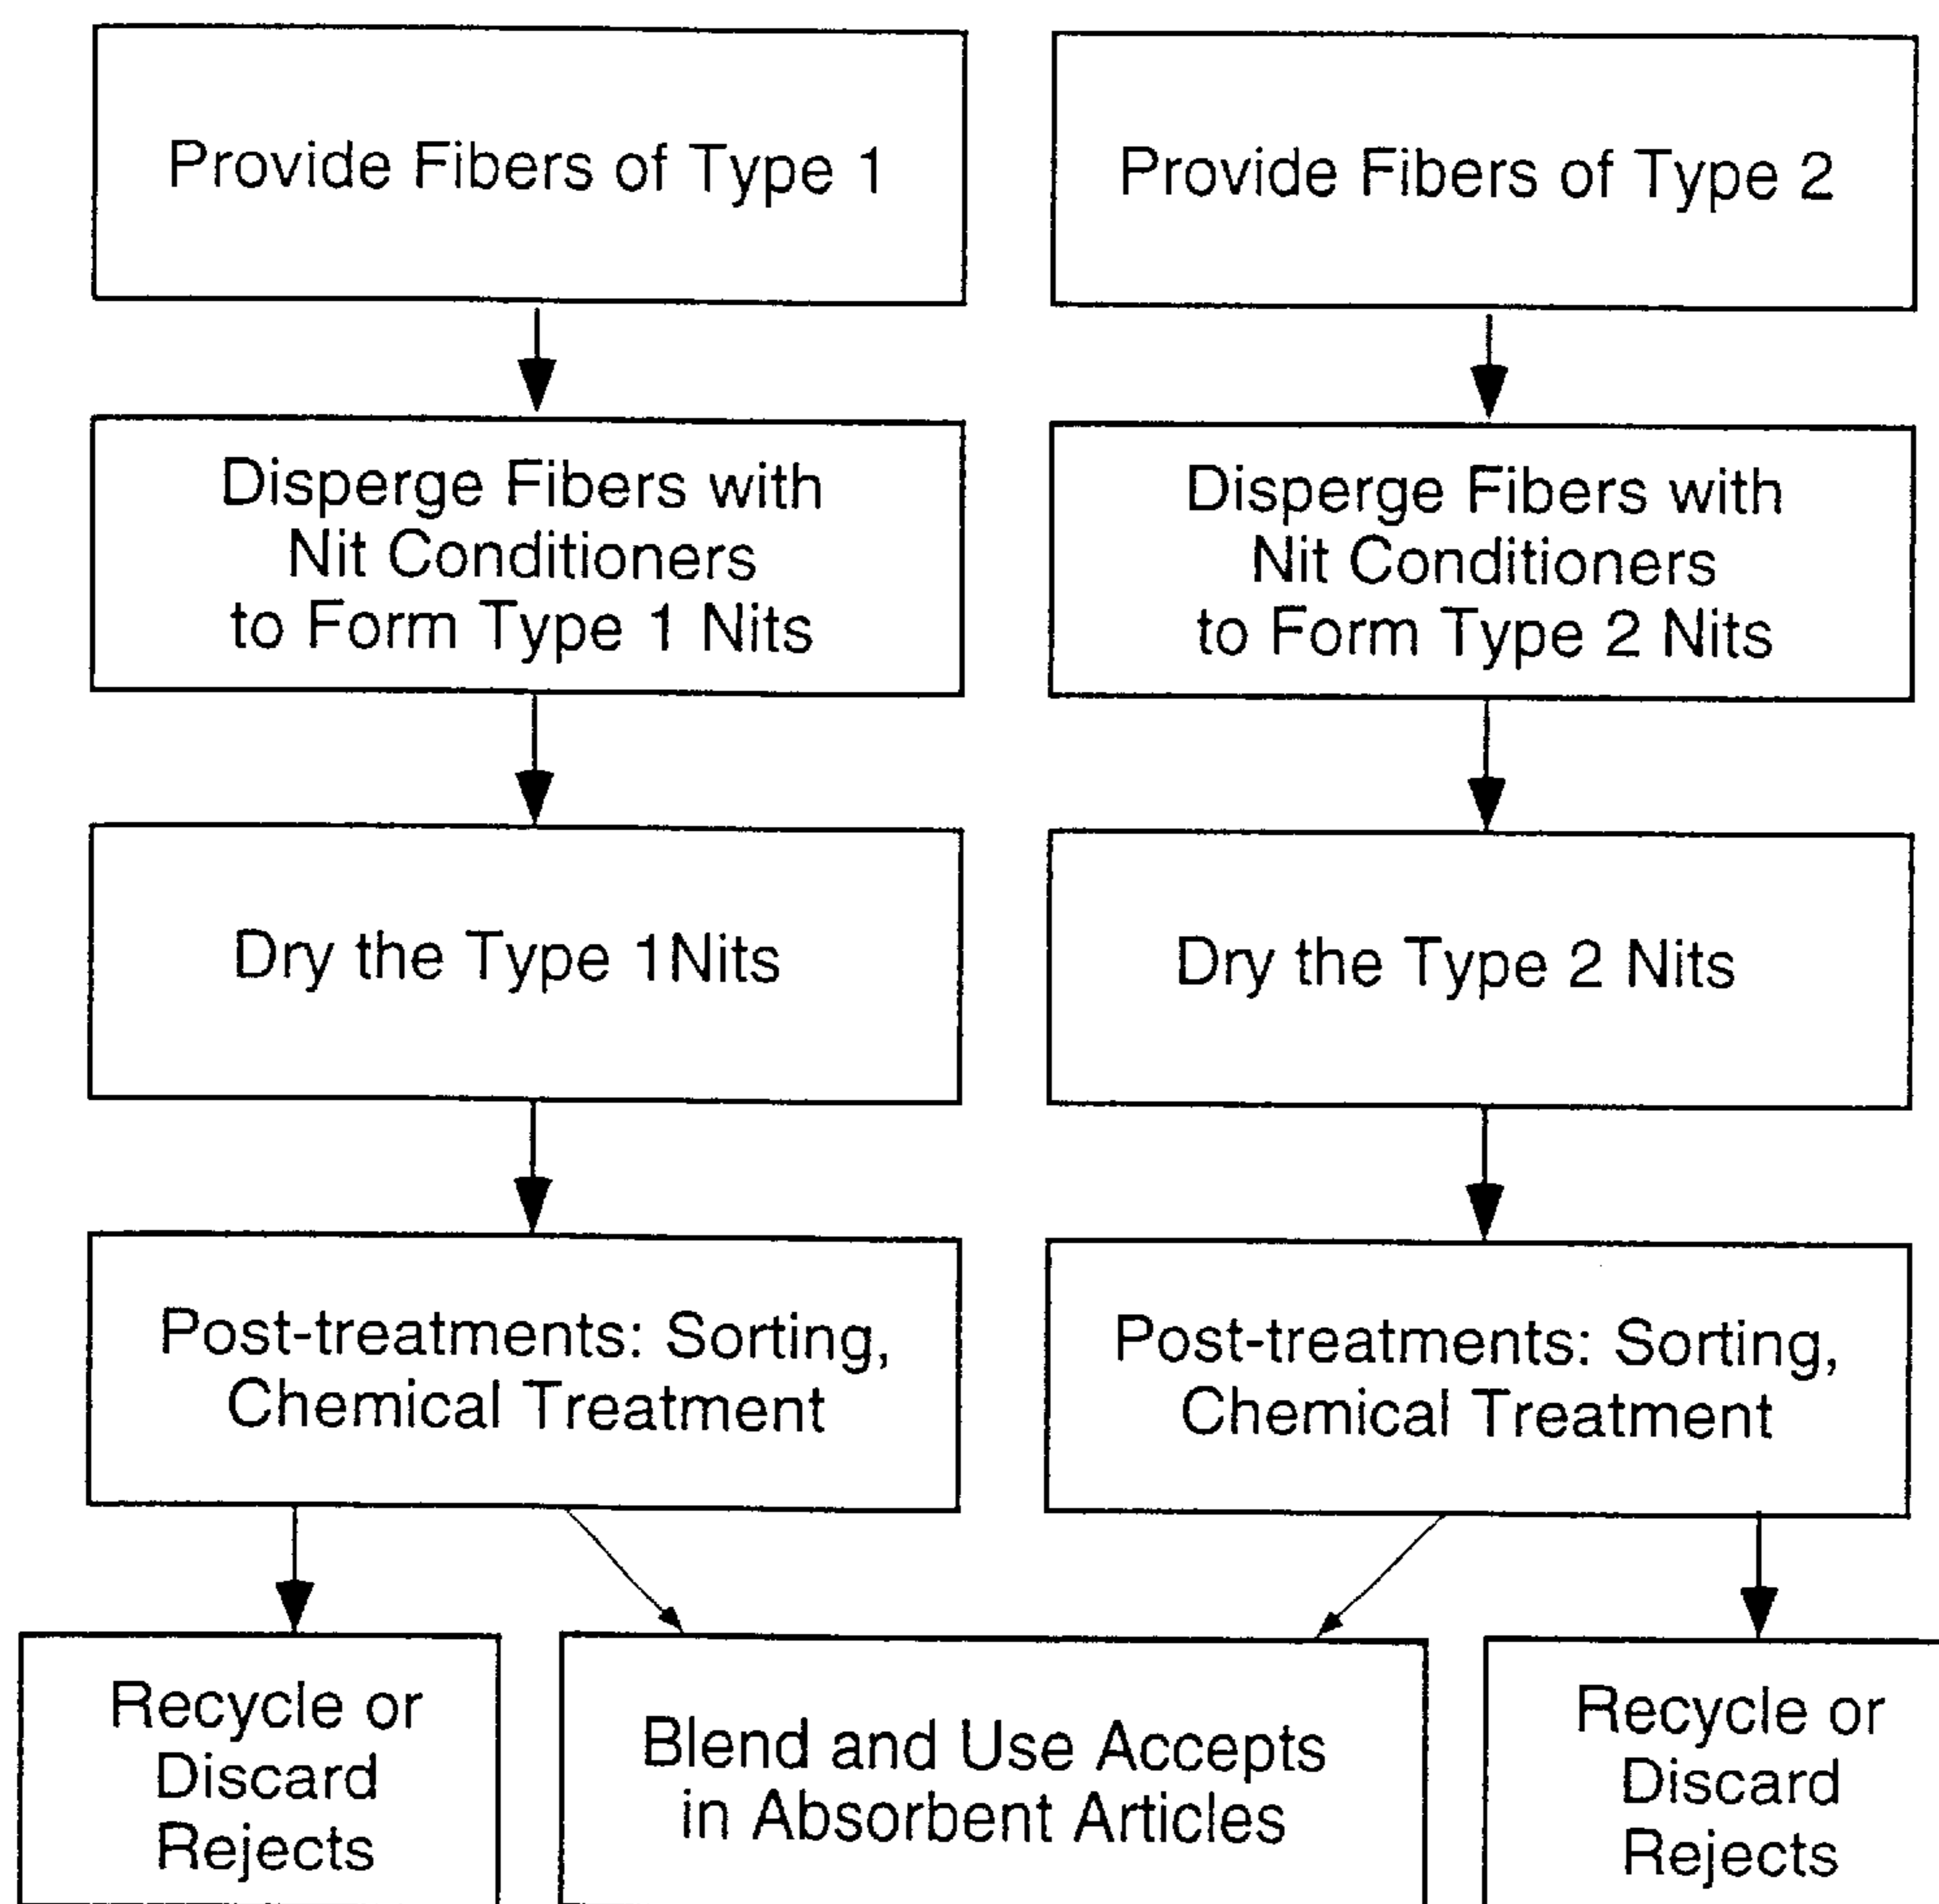 Provide Fibers of Type 1
Provide Fibers of Type 2
Disperge Fibers with
Nit Conditioners
to Form Type 1 Nits
Disperge Fibers with
Nit Conditioners
to Form Type 2 Nits
Dry the Type 1Nits
Dry the Type 2 Nits
Post-treatments: Sorting,
Chemical Treatment
Post-treatments: Sorting,
Chemical Treatment
Recycle or
Discard
Rejects
Blend and Use Accepts
in Absorbent Articles
Recycle or
Discard
Rejects